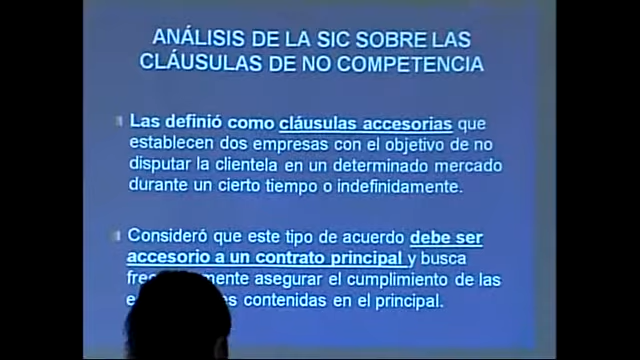 ANÁLISIS DE LA SIC SOBRE LAS
CLÁUSULAS DE NO COMPETENCIA
Las definió como cláusulas accesorias que
establecen dos empresas con el objetivo de no
disputar la clientela en un determinado mercado
durante un cierto tiempo o indefinidamente.
Consideró que este tipo de acuerdo debe ser
accesorio a un contrato principal y busca
asegurar el cumplimiento de las
contenidas en el principal.